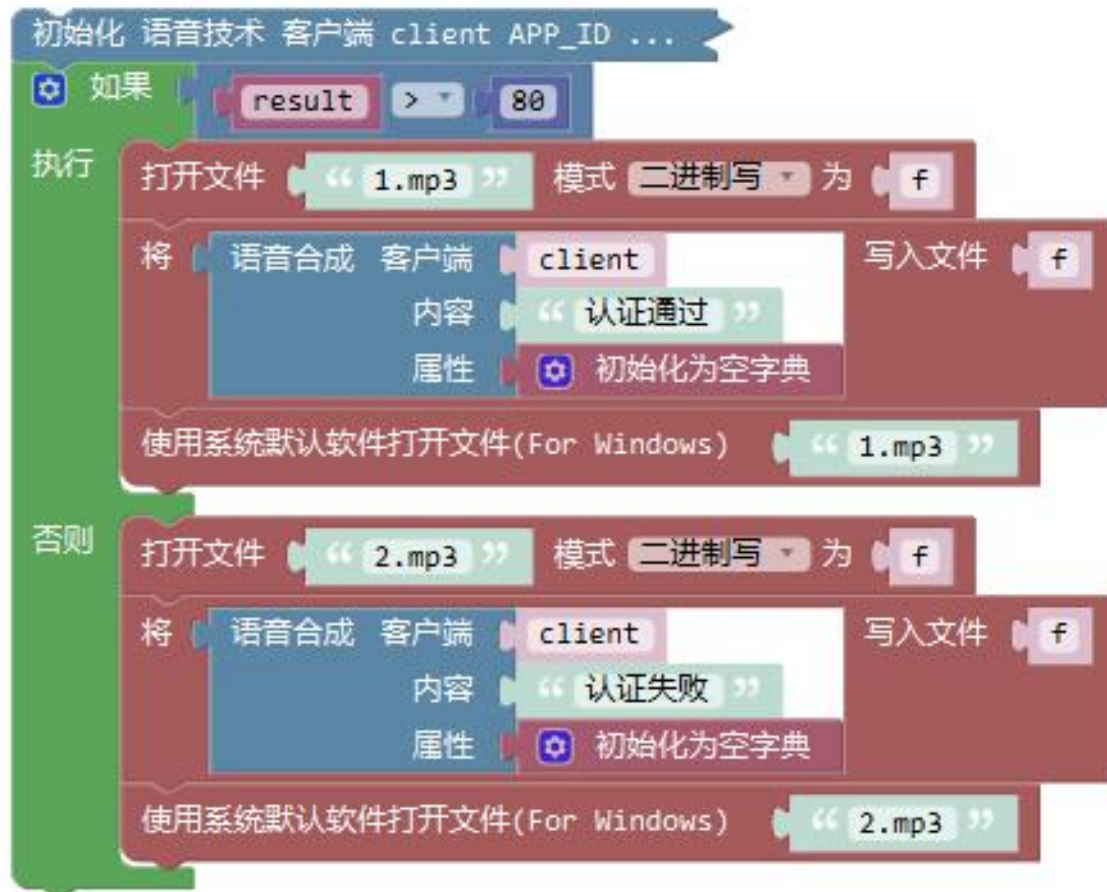 初始化 语音技术 客户端 client APP_ID ...
如果 result > 80
执行 打开文件 “ 1.mp3 ” 模式 二进制写 为 f
将 语音合成 客户端 client 写入文件 f
内容 “ 认证通过 ”
属性 初始化为空字典
使用系统默认软件打开文件(For Windows) “ 1.mp3 ”
否则 打开文件 “ 2.mp3 ” 模式 二进制写 为 f
将 语音合成 客户端 client 写入文件 f
内容 “ 认证失败 ”
属性 初始化为空字典
使用系统默认软件打开文件(For Windows) “ 2.mp3 ”